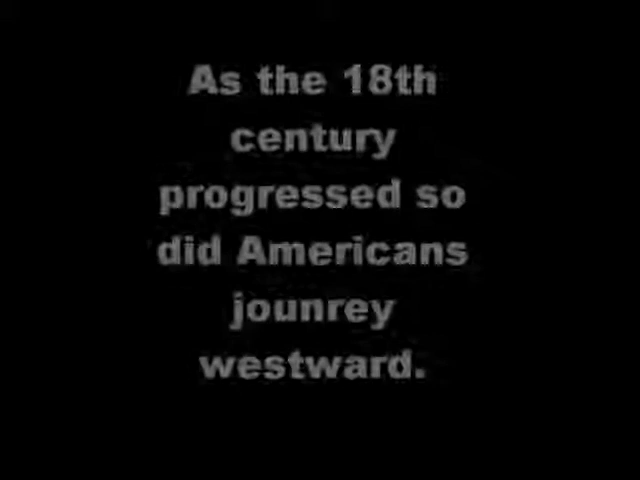 As the 18th
century
progressed so
did Americans
jounrey
westward.